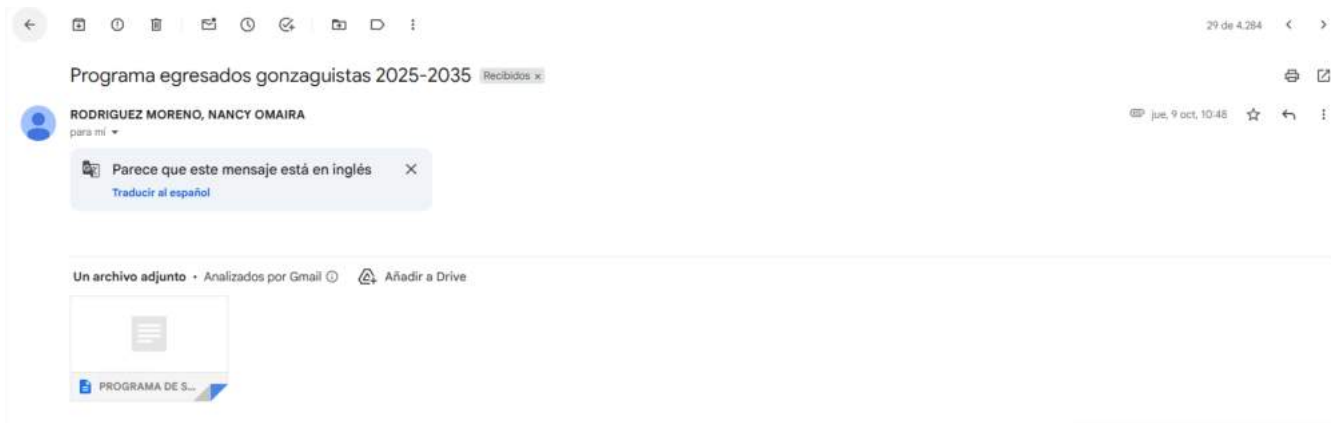 29 de 4.284
Programa egresados gonzaguistas 2025-2035 Recibidos x
RODRIGUEZ MORENO, NANCY OMAIRA
jue, 9 oct, 10:48
para mí
Parece que este mensaje está en inglés
Traducir al español
Un archivo adjunto • Analizados por Gmail Añadir a Drive
PROGRAMA DE S...